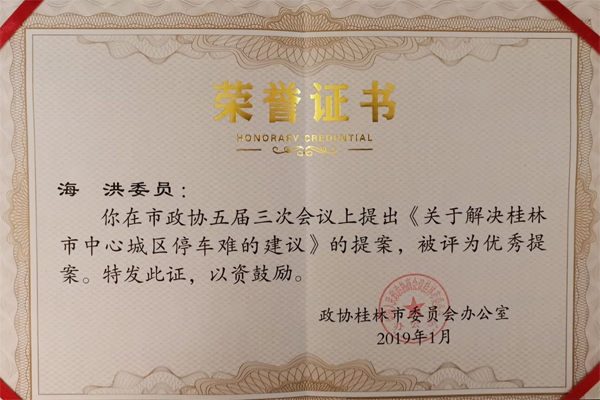 荣誉证书
HONORARY CREDENTIAL
海 洪委员：
你在市政协五届三次会议上提出《关于解决桂林
市中心城区停车难的建议》的提案，被评为优秀提
案。特发此证，以资鼓励。
政协桂林市委员会办公室
2019年1月